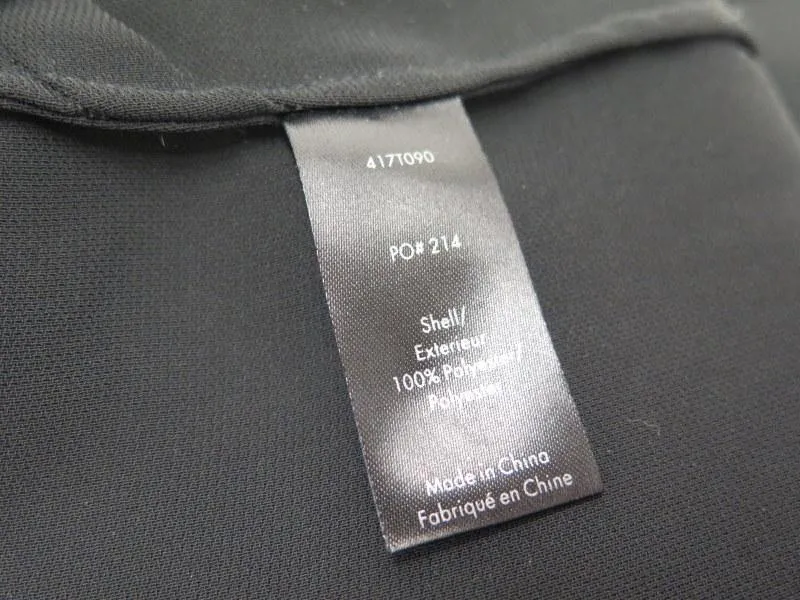 417T090
PO# 214
Shell/
Exterieur
100% Polyester/
Polyester
Made in China
Fabriqué en Chine